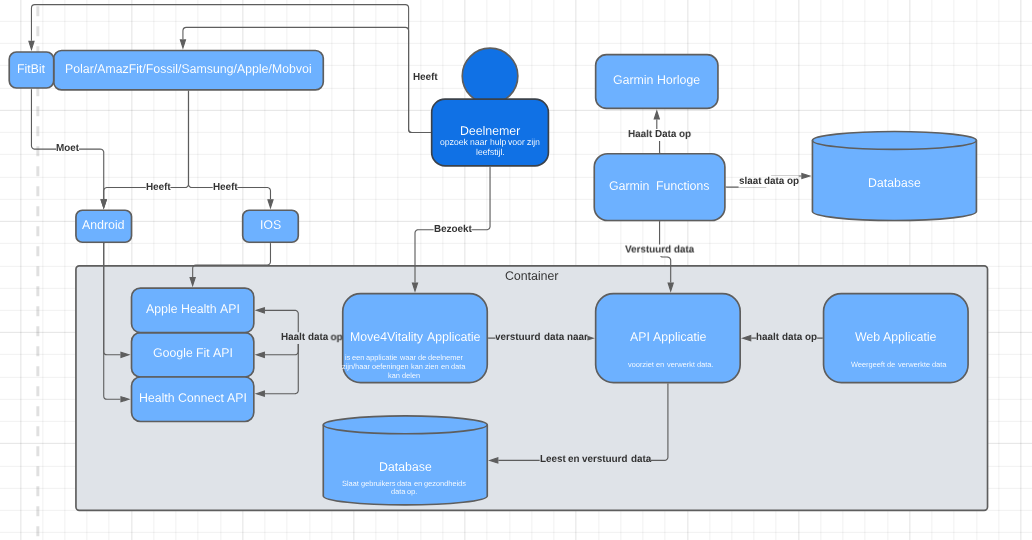 FitBit
Polar/AmazFit/Fossil/Samsung/Apple/Mobvoi
Heeft
Deelnemer
opzoek naar hulp voor zijn
leefstijl.
Garmin Horloge
Haalt Data op
Garmin Functions
slaat data op
Database
Moet
Heeft
Heeft
Android
IOS
Bezoekt
Verstuurd data
Container
Apple Health API
Google Fit API
Health Connect API
Haalt data op
Move4Vitality Applicatie
is een applicatie waar de deelnemer
zijn/haar oefeningen kan zien en data
kan delen
verstuurd data naar
API Applicatie
voorziet en verwerkt data.
haalt data op
Web Applicatie
Weergeeft de verwerkte data
Database
Slaat gebruikers data en gezondheids
data op.
Leest en verstuurd data